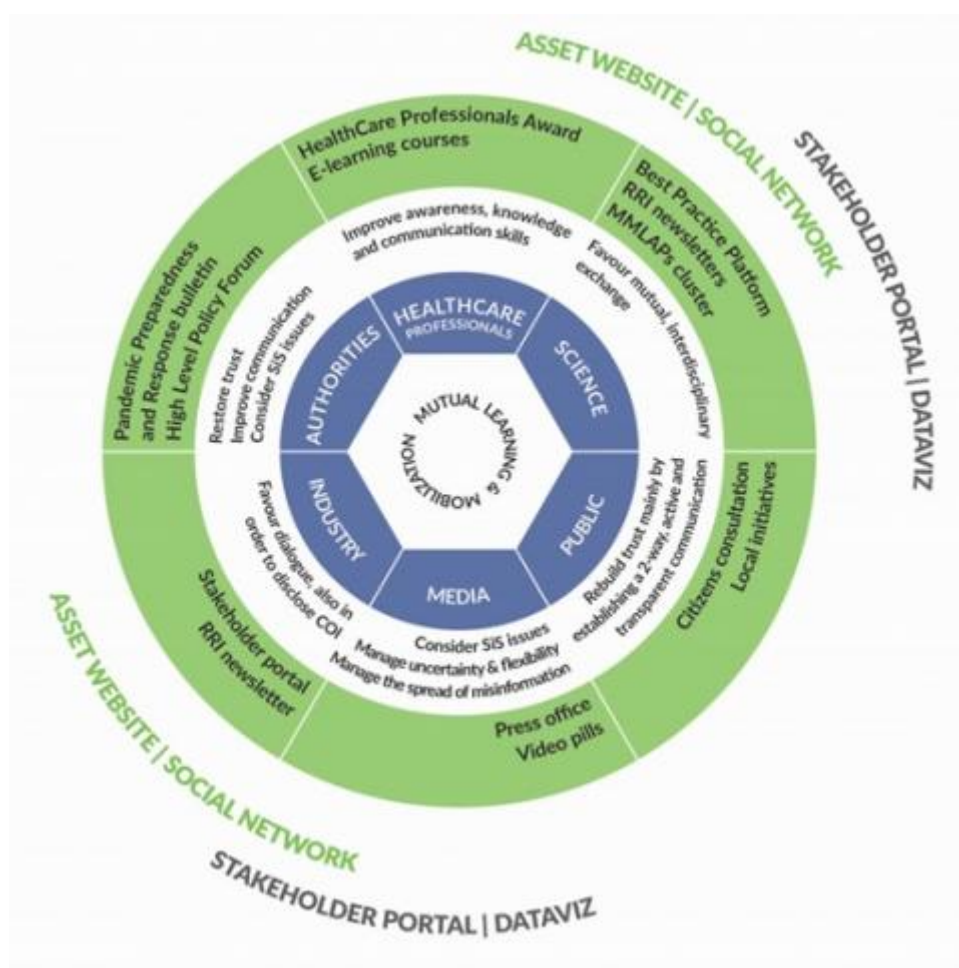 ASSET WEBSITE | SOCIAL NETWORK
STAKEHOLDER PORTAL | DATAVIZ
HealthCare Professionals Award
E-learning courses
Best Practice Platform
RRI newsletters
MMLAPs cluster
Citizens consultation
Local initiatives
Press office
Video pills
Stakeholder portal
RRI newsletter
Pandemic Preparedness
and Response bulletin
High Level Policy Forum
Improve awareness, knowledge
and communication skills
Favour mutual, interdisciplinary
exchange
Rebuild trust mainly by
establishing a 2-way, active and
transparent communication
Consider SiS issues
Manage uncertainty & flexibility
Manage the spread of misinformation
Favour dialogue, also in
order to disclose COI
Restore trust
Improve communication
Consider SiS issues
HEALTHCARE
PROFESSIONALS
SCIENCE
PUBLIC
MEDIA
INDUSTRY
AUTHORITIES
MUTUAL LEARNING & MOBILIZATION
ASSET WEBSITE | SOCIAL NETWORK
STAKEHOLDER PORTAL | DATAVIZ